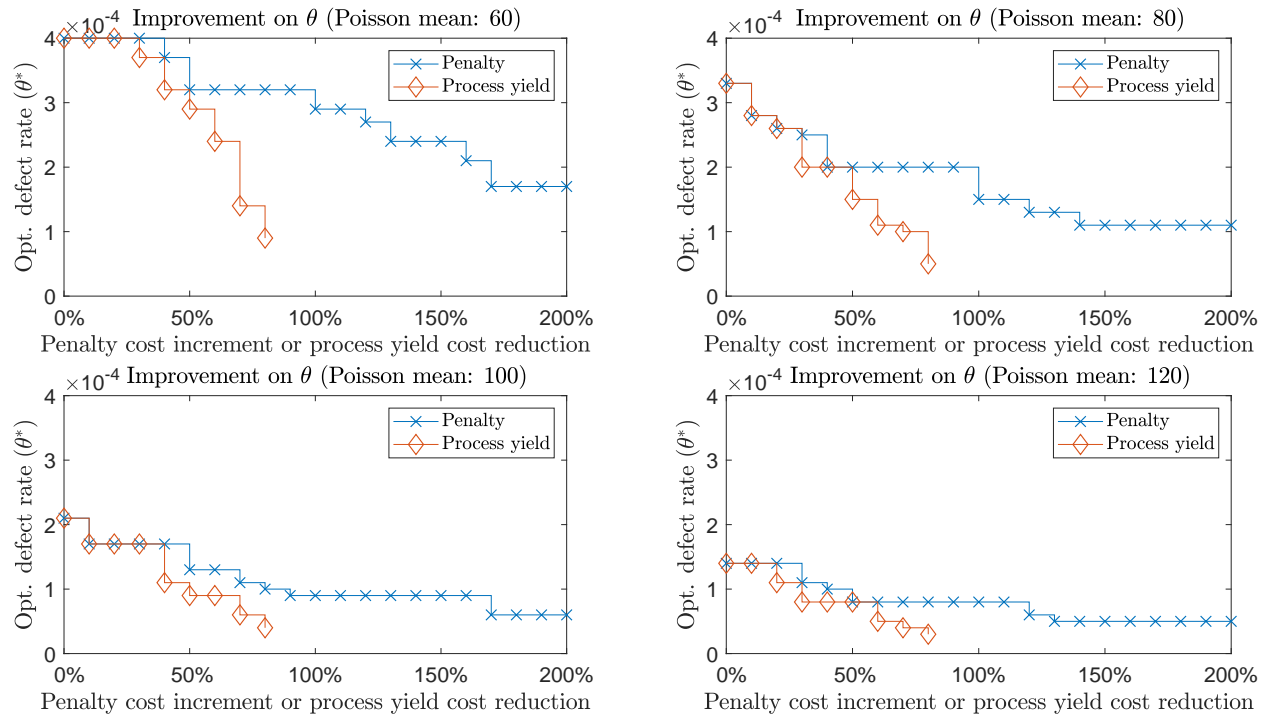 ×10-4 Improvement on θ (Poisson mean: 60)
4
3
2
1
0
Opt. defect rate (θ*)
Penalty
Process yield
0% 50% 100% 150% 200%
Penalty cost increment or process yield cost reduction
×10-4 Improvement on θ (Poisson mean: 80)
4
3
2
1
0
Opt. defect rate (θ*)
Penalty
Process yield
0% 50% 100% 150% 200%
Penalty cost increment or process yield cost reduction
×10-4 Improvement on θ (Poisson mean: 100)
4
3
2
1
0
Opt. defect rate (θ*)
Penalty
Process yield
0% 50% 100% 150% 200%
Penalty cost increment or process yield cost reduction
×10-4 Improvement on θ (Poisson mean: 120)
4
3
2
1
0
Opt. defect rate (θ*)
Penalty
Process yield
0% 50% 100% 150% 200%
Penalty cost increment or process yield cost reduction